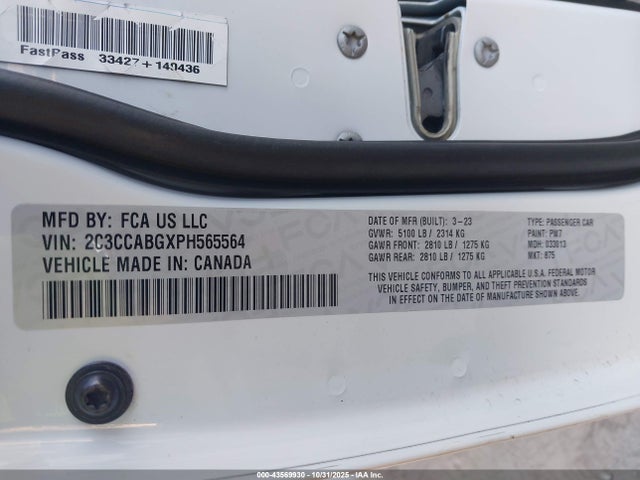 FastPass 33427+149436
MFD BY: FCA US LLC
VIN: 2C3CCABGXPH565564
VEHICLE MADE IN: CANADA
DATE OF MFR (BUILT): 3-23
GVWR: 5100 LB / 2314 KG
GAWR FRONT: 2810 LB / 1275 KG
GAWR REAR: 2810 LB / 1275 KG
TYPE: PASSENGER CAR
PAINT: PW7
MDH: 033013
MKT: 875
THIS VEHICLE CONFORMS TO ALL APPLICABLE U.S.A. FEDERAL MOTOR
VEHICLE SAFETY, BUMPER, AND THEFT PREVENTION STANDARDS
IN EFFECT ON THE DATE OF MANUFACTURE SHOWN ABOVE.
000-43569930 - 10/31/2025 - IAA Inc.